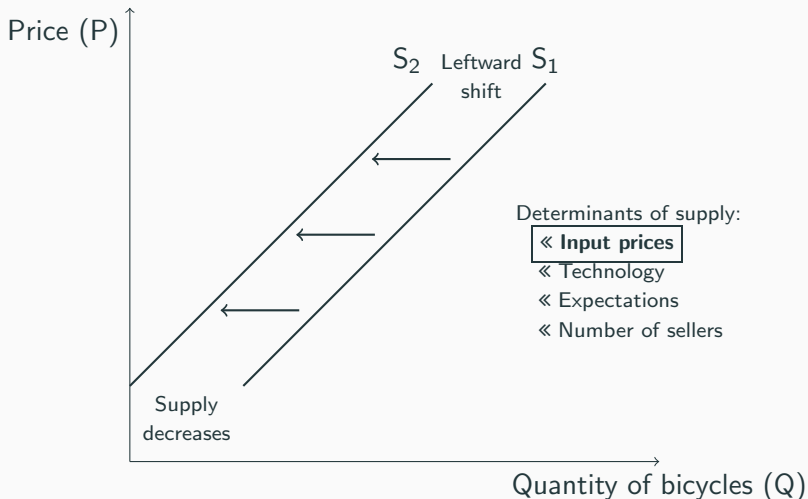 Price (P)
S2 Leftward S1
shift
Determinants of supply:
≪ Input prices
≪ Technology
≪ Expectations
≪ Number of sellers
Supply
decreases
Quantity of bicycles (Q)